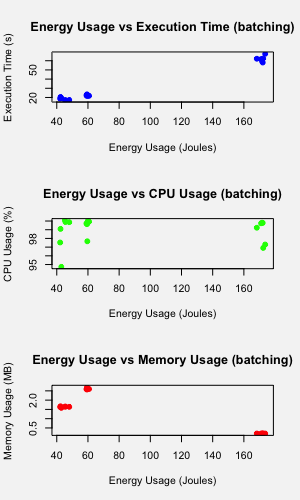 Energy Usage vs Execution Time (batching)
Execution Time (s)
50
20
40 60 80 100 120 140 160
Energy Usage (Joules)
Energy Usage vs CPU Usage (batching)
CPU Usage (%)
98
95
40 60 80 100 120 140 160
Energy Usage (Joules)
Energy Usage vs Memory Usage (batching)
Memory Usage (MB)
2.0
0.5
40 60 80 100 120 140 160
Energy Usage (Joules)